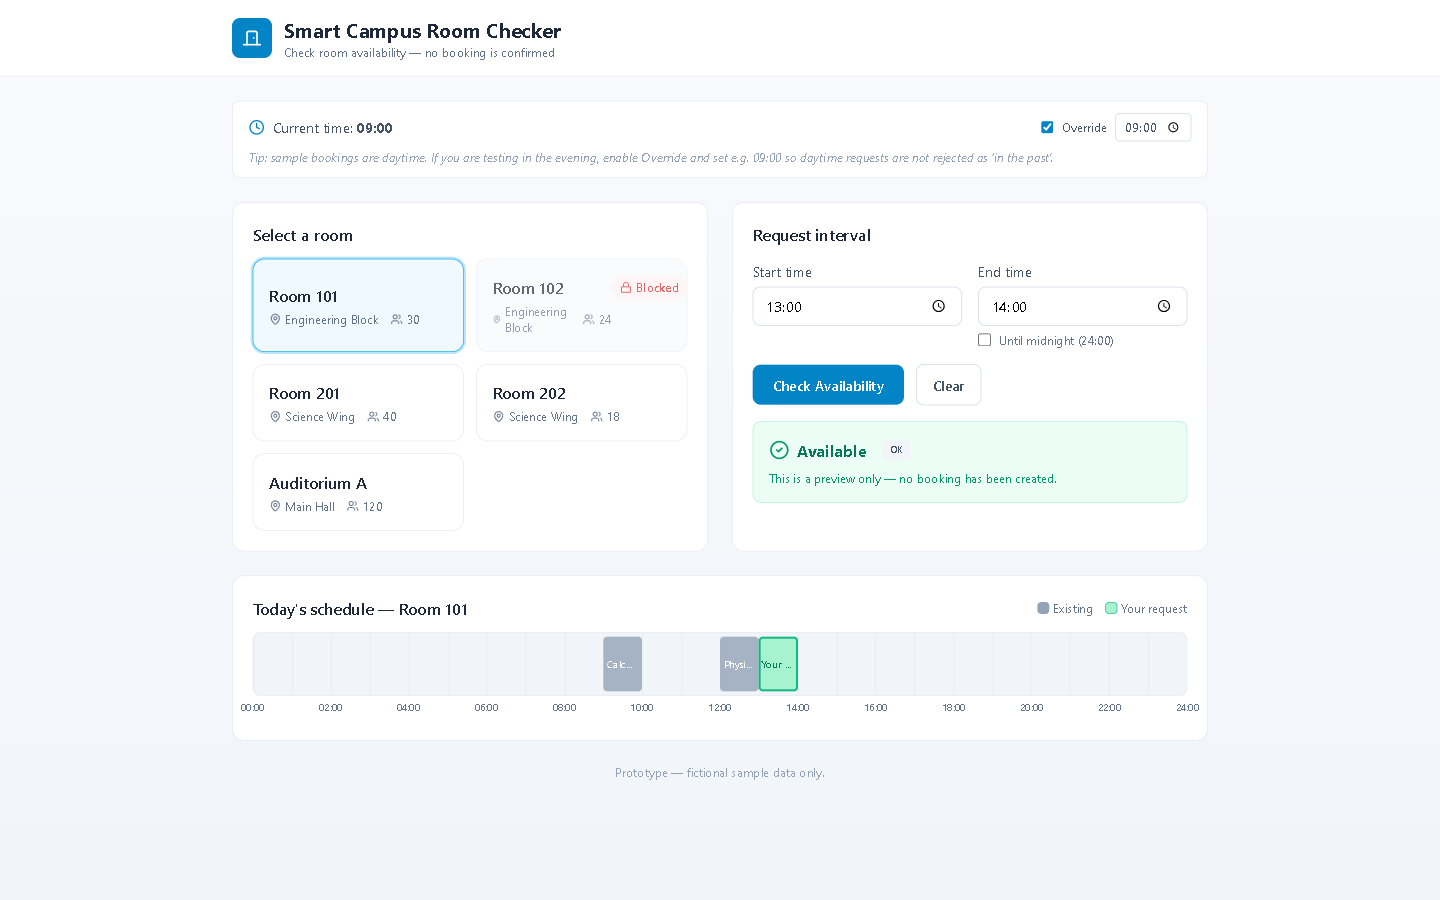 Smart Campus Room Checker
Check room availability — no booking is confirmed
Current time: 09:00
Override 09:00
Tip: sample bookings are daytime. If you are testing in the evening, enable Override and set e.g. 09:00 so daytime requests are not rejected as 'in the past'.
Select a room
Room 101
Engineering Block 30
Room 102 Blocked
Engineering
Block 24
Room 201
Science Wing 40
Room 202
Science Wing 18
Auditorium A
Main Hall 120
Request interval
Start time End time
13:00 14:00
Until midnight (24:00)
Check Availability Clear
Available OK
This is a preview only — no booking has been created.
Today's schedule — Room 101
Existing Your request
Calc... Physi... Your ...
00:00 02:00 04:00 06:00 08:00 10:00 12:00 14:00 16:00 18:00 20:00 22:00 24:00
Prototype — fictional sample data only.